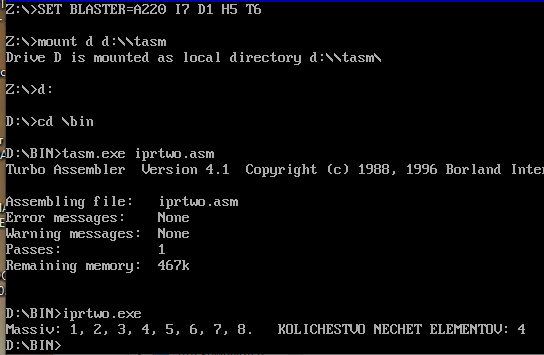 Z:\>SET BLASTER=A220 I7 D1 H5 T6
Z:\>mount d d:\\tasm
Drive D is mounted as local directory d:\\tasm\
Z:\>d:
D:\>cd \bin
D:\BIN>tasm.exe iprtwo.asm
Turbo Assembler  Version 4.1  Copyright (c) 1988, 1996 Borland Inter
Assembling file:   iprtwo.asm
Error messages:    None
Warning messages:  None
Passes:            1
Remaining memory:  467k
D:\BIN>iprtwo.exe
Massiv: 1, 2, 3, 4, 5, 6, 7, 8.   KOLICHESTVO NECHET ELEMENTOV: 4
D:\BIN>